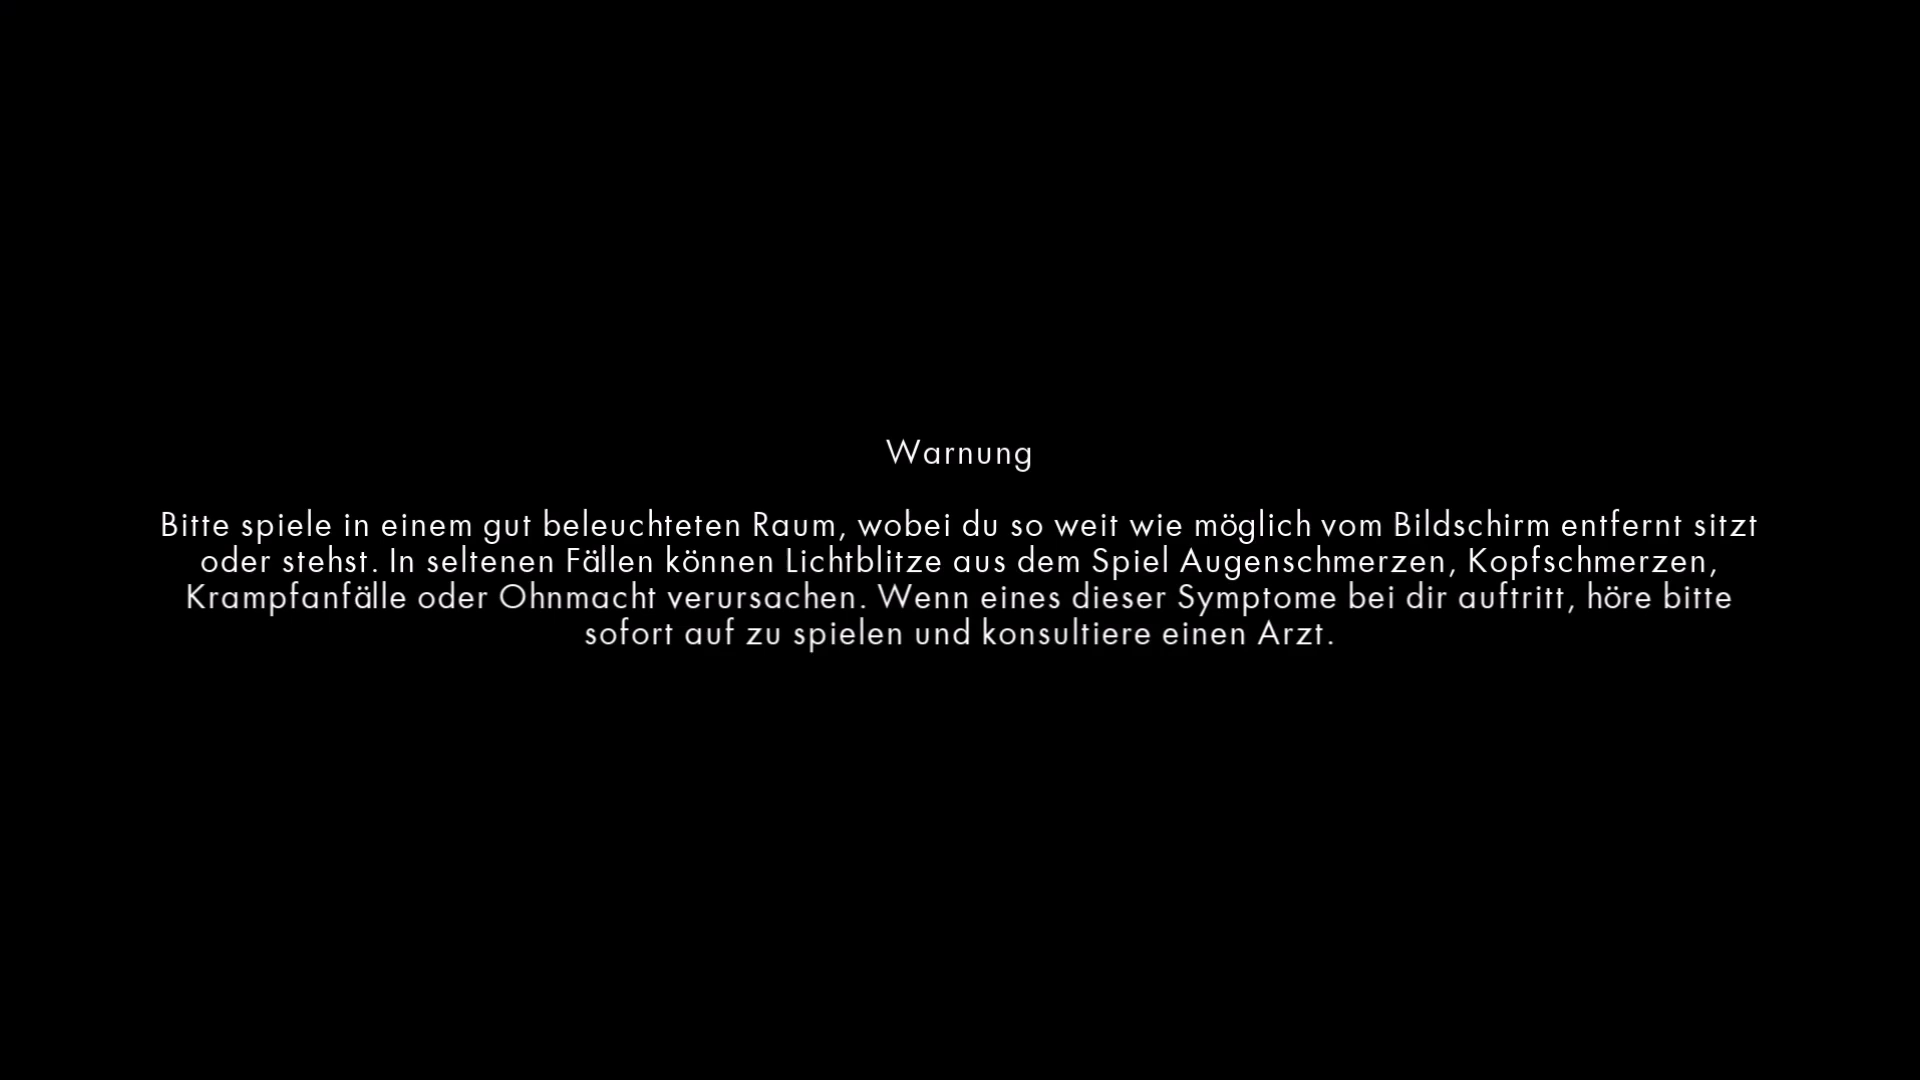 Warnung
Bitte spiele in einem gut beleuchteten Raum, wobei du so weit wie möglich vom Bildschirm entfernt sitzt
oder stehst. In seltenen Fällen können Lichtblitze aus dem Spiel Augenschmerzen, Kopfschmerzen,
Krampfanfälle oder Ohnmacht verursachen. Wenn eines dieser Symptome bei dir auftritt, höre bitte
sofort auf zu spielen und konsultiere einen Arzt.